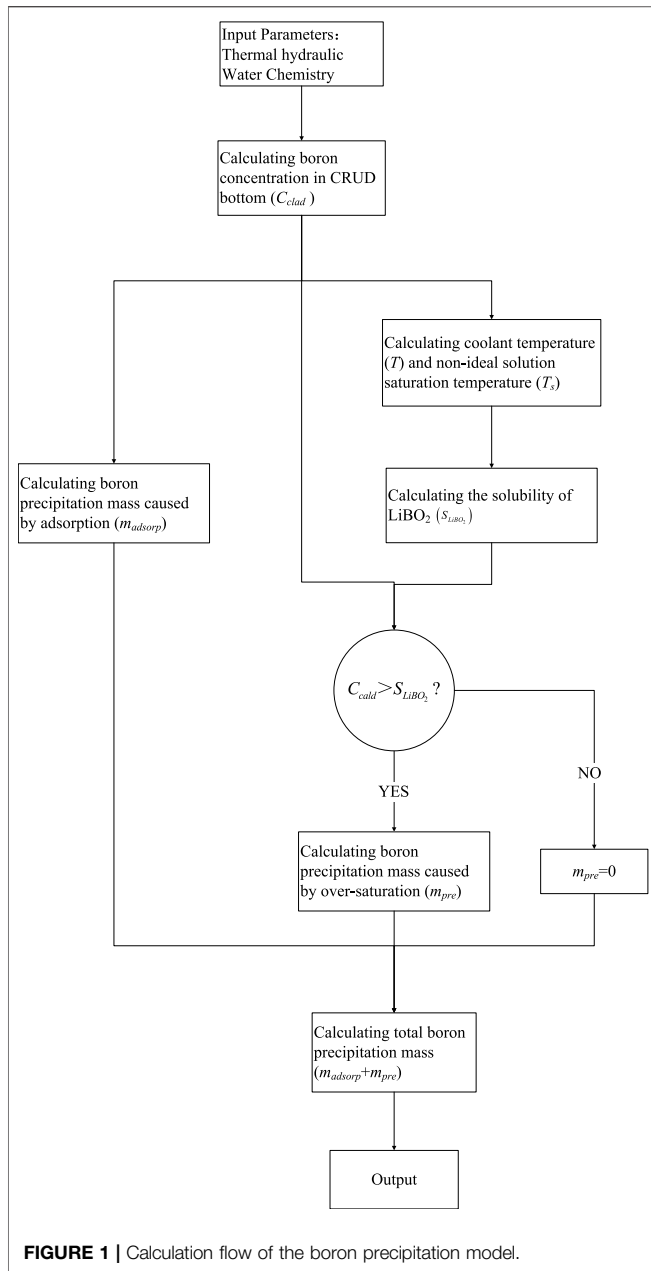 Input Parameters：
Thermal hydraulic
Water Chemistry
Calculating boron
concentration in CRUD
bottom (C_clad )
Calculating coolant temperature
(T) and non-ideal solution
saturation temperature (T_s)
Calculating boron
precipitation mass caused
by adsorption (m_adsorp)
Calculating the solubility of
LiBO₂ (S_LiBO₂)
C_cald>S_LiBO₂ ?
YES
NO
Calculating boron
precipitation mass caused
by over-saturation (m_pre)
m_pre=0
Calculating total boron
precipitation mass
(m_adsorp+m_pre)
Output
FIGURE 1 | Calculation flow of the boron precipitation model.